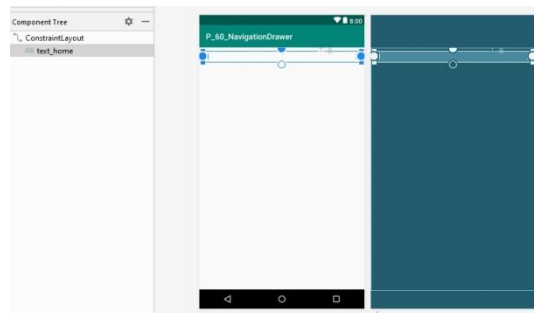 Component Tree
8:00
P_60_NavigationDrawer
ConstraintLayout
Ab text_home